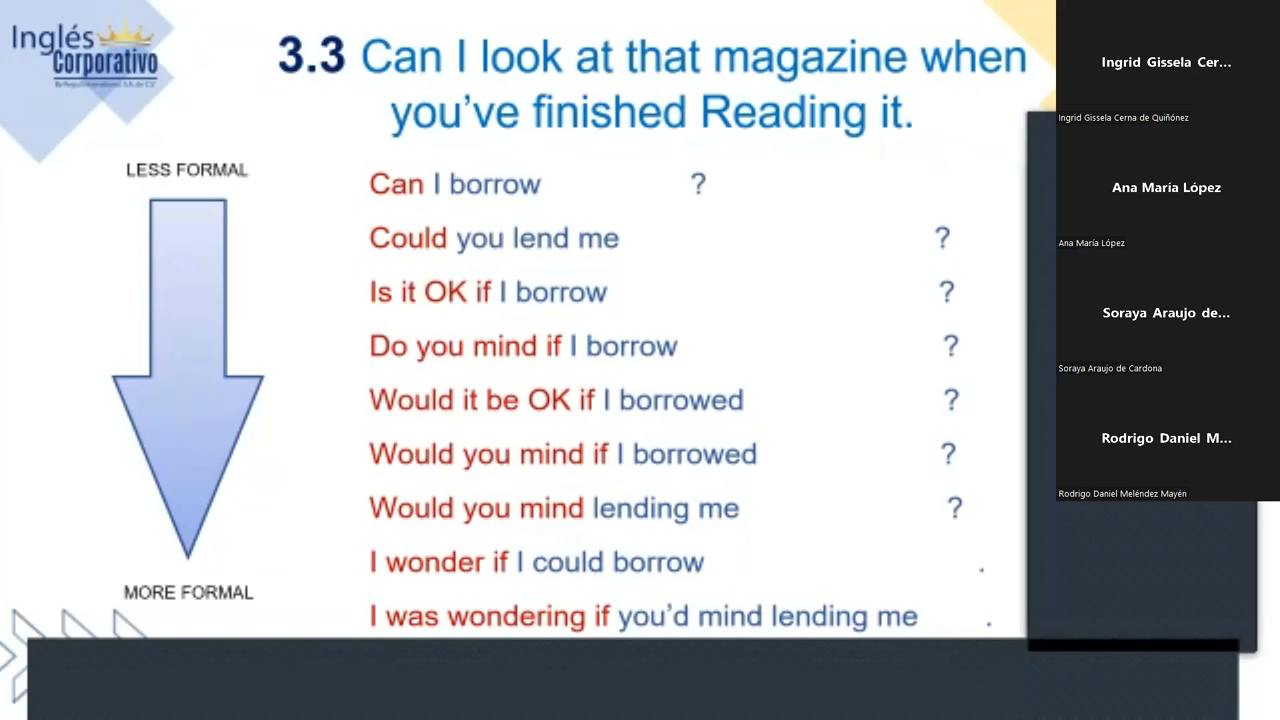 Inglés
Corporativo
3.3 Can I look at that magazine when
you've finished Reading it.
LESS FORMAL
Can I borrow ?
Could you lend me ?
Is it OK if I borrow ?
Do you mind if I borrow ?
Would it be OK if I borrowed ?
Would you mind if I borrowed ?
Would you mind lending me ?
I wonder if I could borrow .
I was wondering if you'd mind lending me .
MORE FORMAL
Ingrid Gissela Cer...
Ingrid Gissela Cerna de Quiñónez
Ana María López
Ana María López
Soraya Araujo de...
Soraya Araujo de Cardona
Rodrigo Daniel M...
Rodrigo Daniel Meléndez Mayén